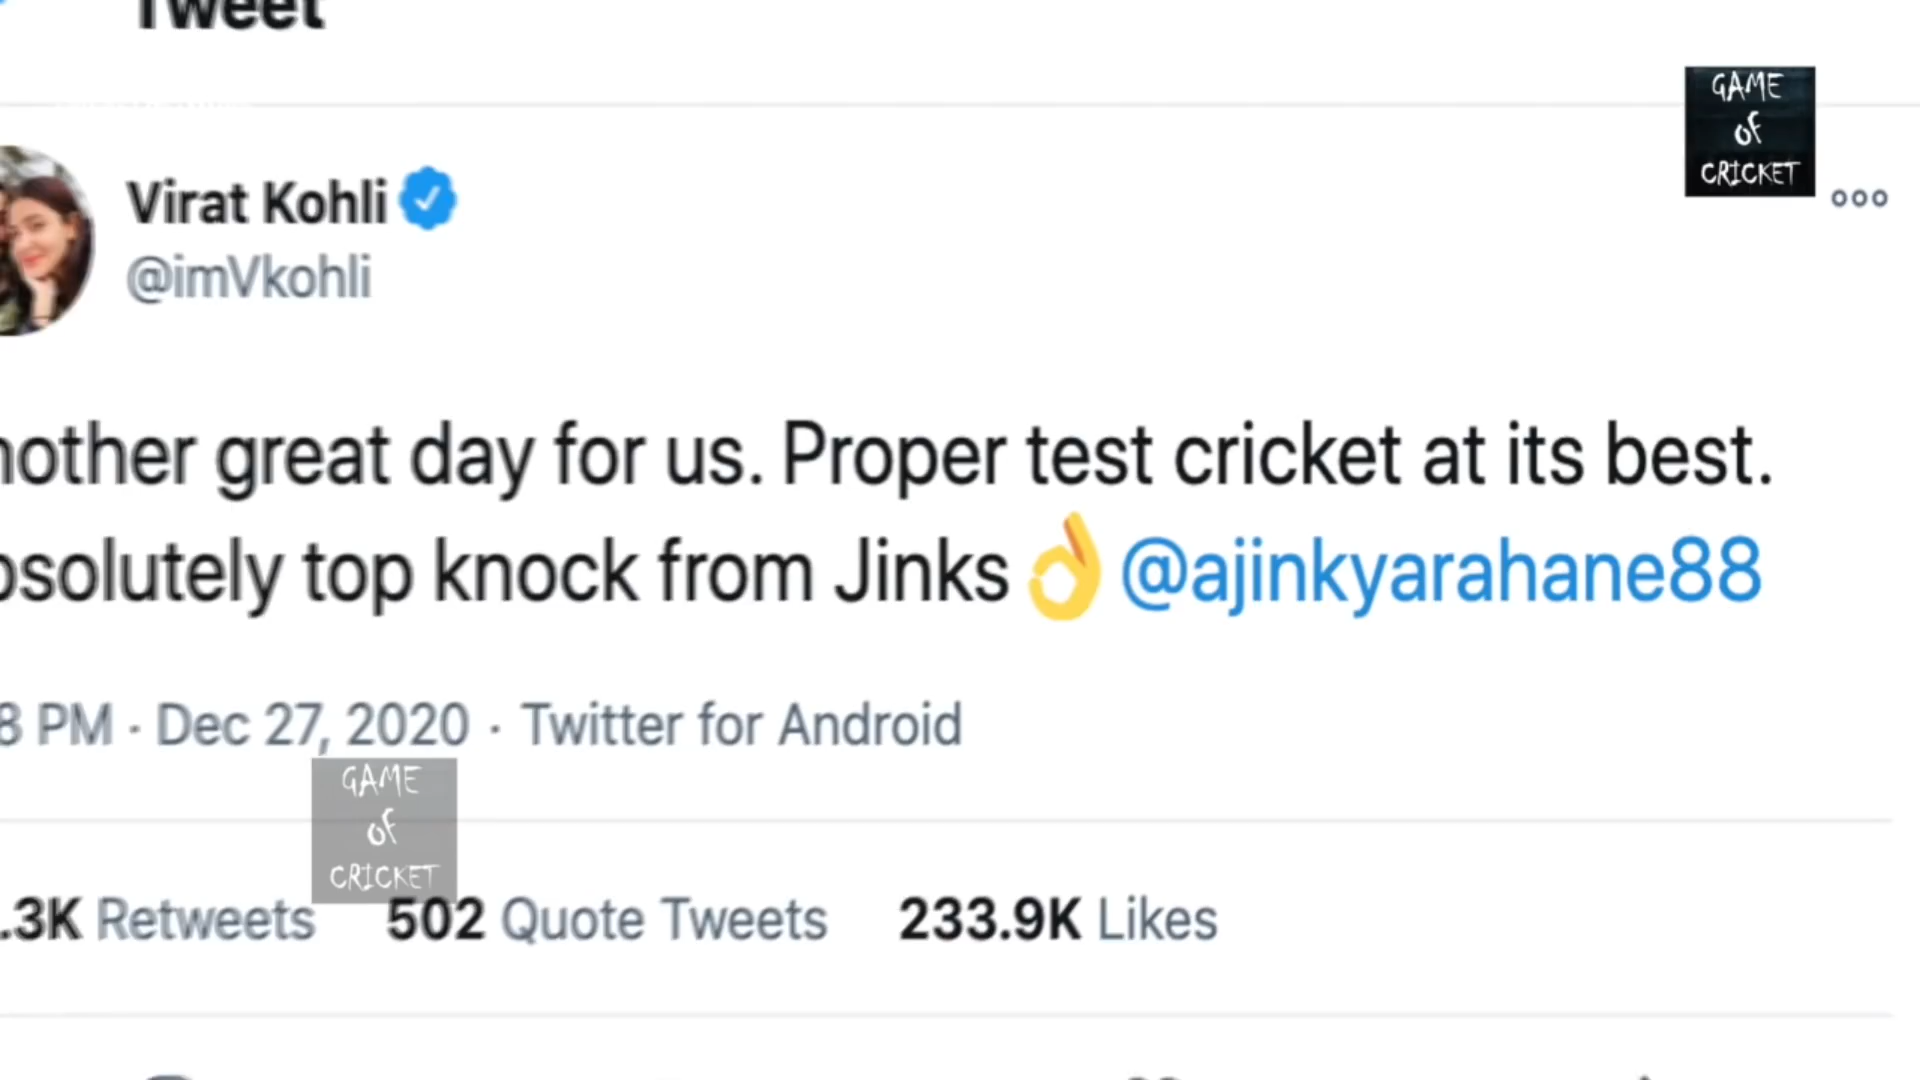 Tweet
GAME
of
CRICKET
Virat Kohli
@imVkohli
nother great day for us. Proper test cricket at its best.
bsolutely top knock from Jinks👌@ajinkyarahane88
8 PM · Dec 27, 2020 · Twitter for Android
GAME
of
CRICKET
.3K Retweets 502 Quote Tweets 233.9K Likes